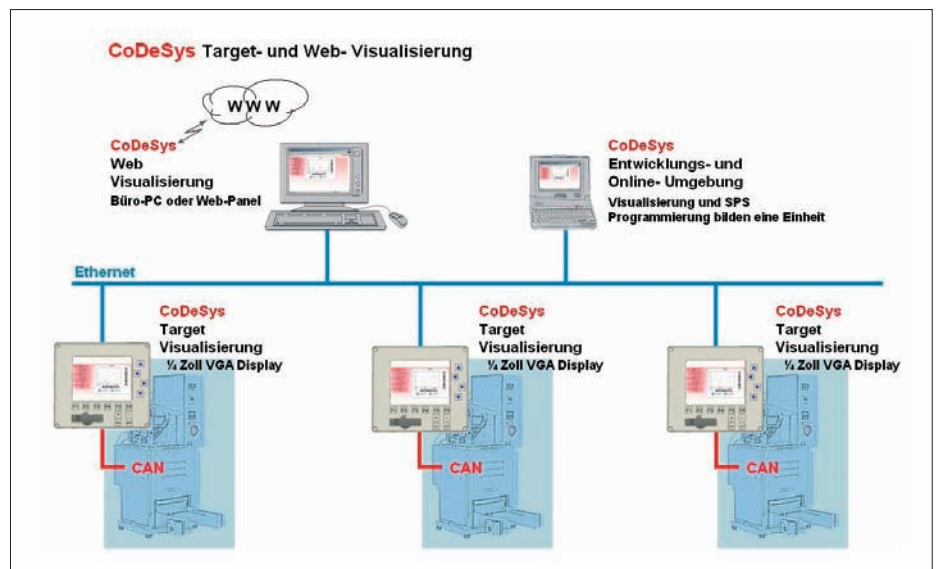 CoDeSys Target- und Web- Visualisierung
W W W
CoDeSys
Web
Visualisierung
Büro-PC oder Web-Panel
CoDeSys
Entwicklungs- und
Online- Umgebung
Visualisierung und SPS
Programmierung bilden eine Einheit
Ethernet
CoDeSys
Target
Visualisierung
¼ Zoll VGA Display
CAN
CoDeSys
Target
Visualisierung
¼ Zoll VGA Display
CAN
CoDeSys
Target
Visualisierung
¼ Zoll VGA Display
CAN